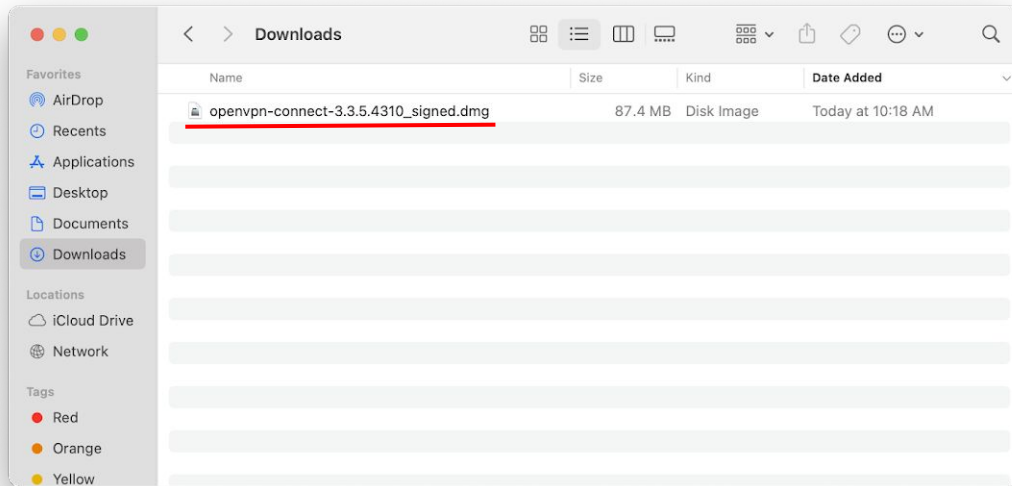 Downloads
Favorites
AirDrop
Recents
Applications
Desktop
Documents
Downloads
Locations
iCloud Drive
Network
Tags
Red
Orange
Yellow
Name Size Kind Date Added
openvpn-connect-3.3.5.4310_signed.dmg 87.4 MB Disk Image Today at 10:18 AM